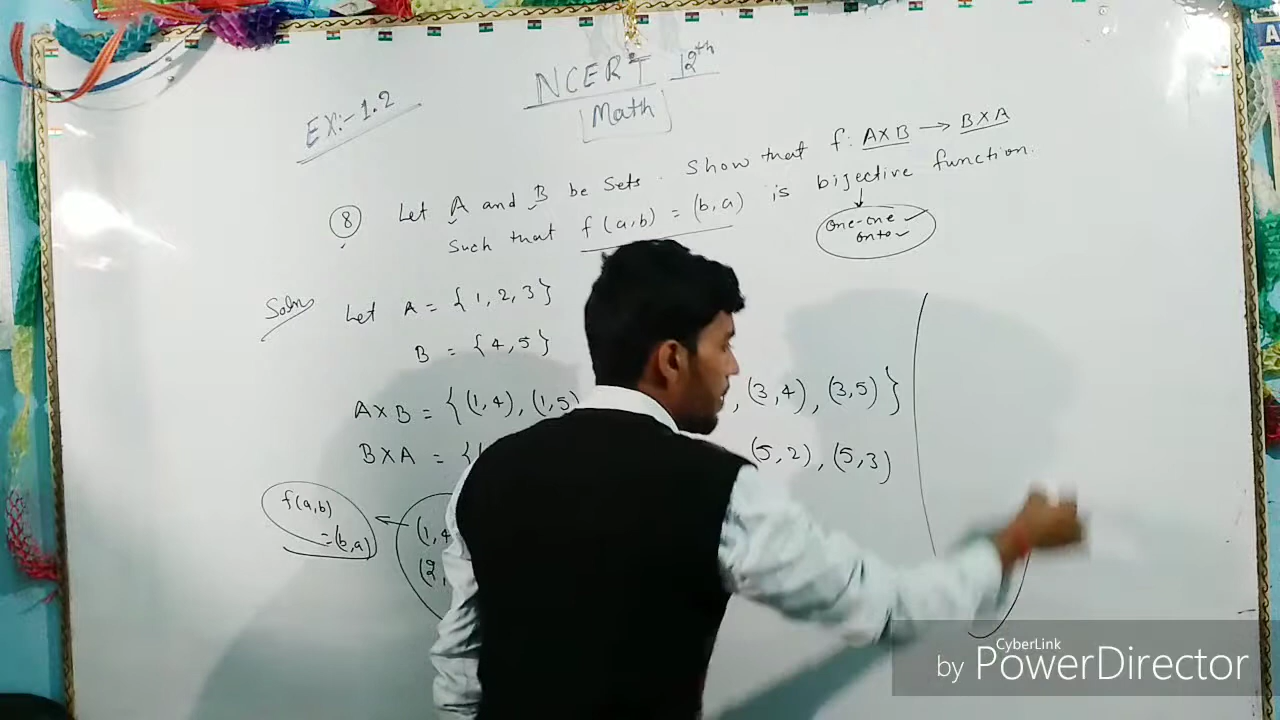 NCERT 12th
Math
EX:- 1.2
8 Let A and B be sets. Show that f: A×B → B×A
such that f(a,b) = (b,a) is bijective function.
one-one ✓
onto ✓
Soln Let A = {1, 2, 3}
B = {4, 5}
A×B = {(1,4), (1,5) , (3,4), (3,5)}
B×A = { (5,2), (5,3)
f(a,b)
=(b,a)
(1,4
(2,
CyberLink
by PowerDirector